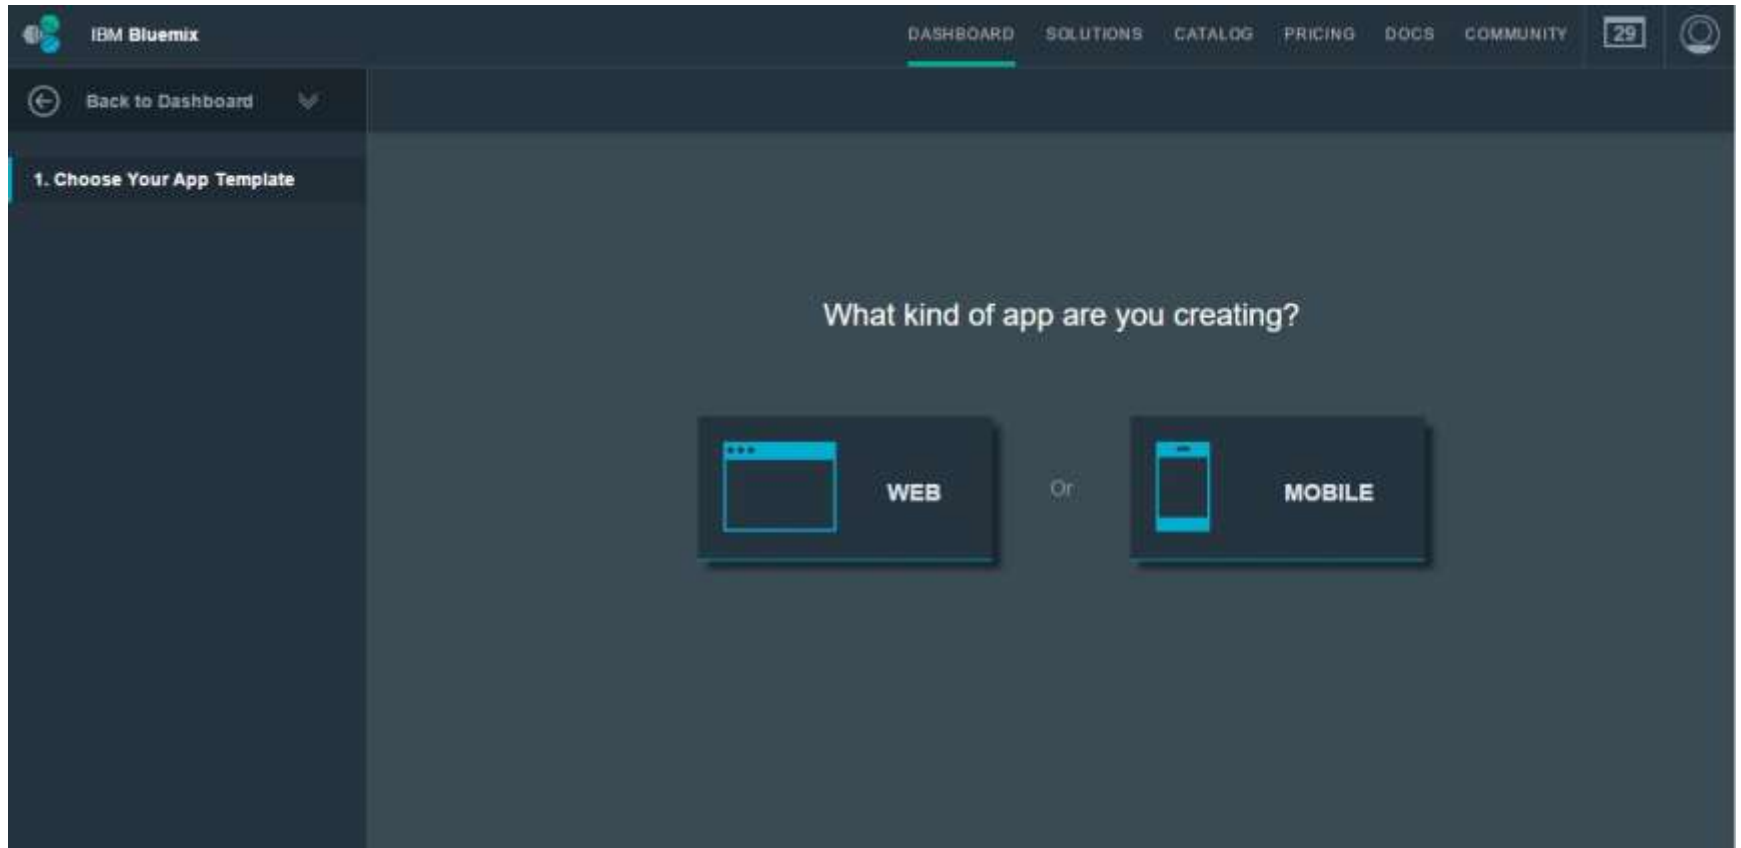 IBM Bluemix
DASHBOARD SOLUTIONS CATALOG PRICING DOCS COMMUNITY 29
Back to Dashboard
1. Choose Your App Template
What kind of app are you creating?
WEB Or MOBILE